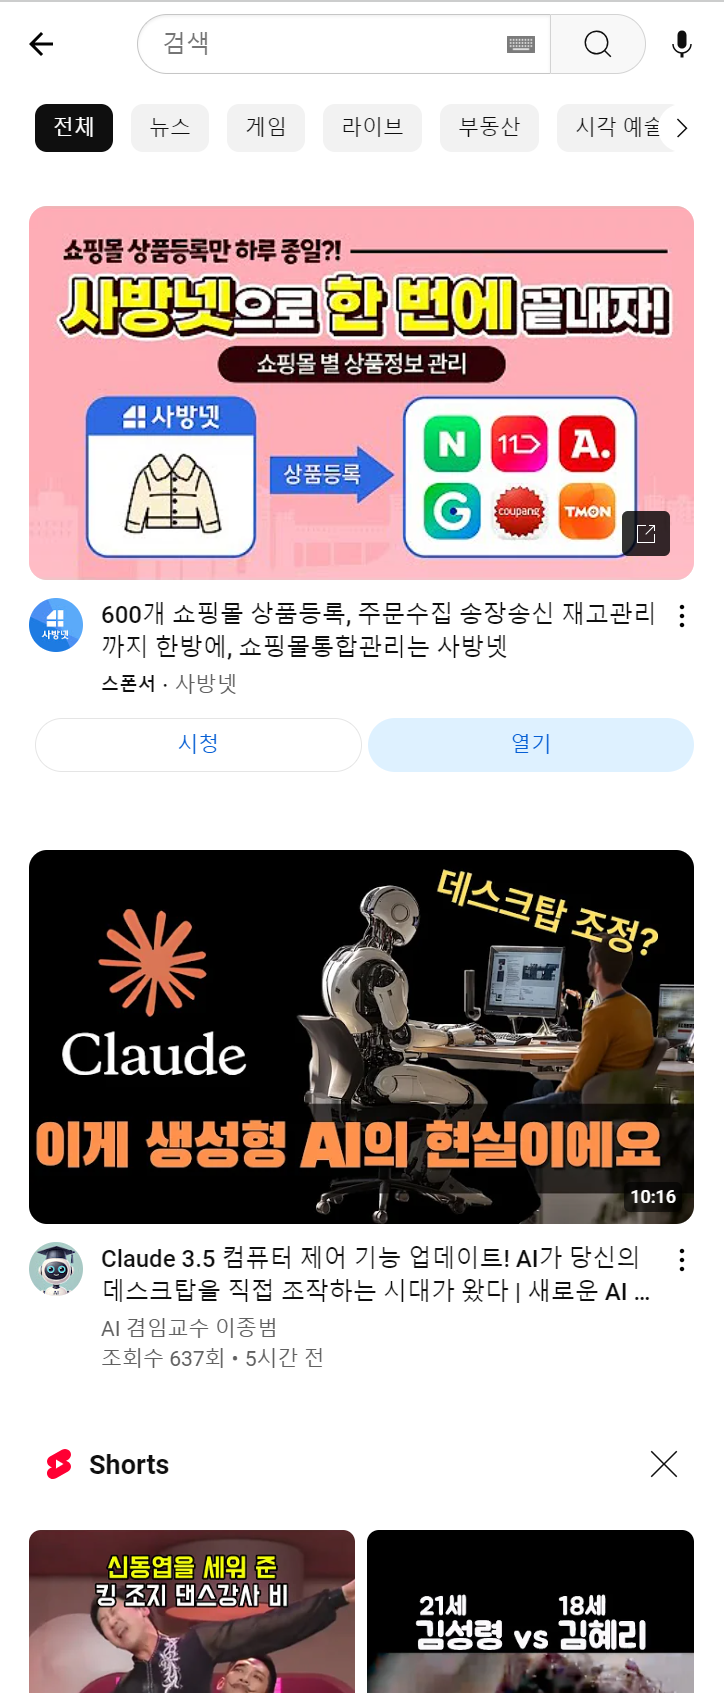 검색
전체 뉴스 게임 라이브 부동산 시각 예술
쇼핑몰 상품등록만 하루 종일?!
사방넷으로 한 번에 끝내자!
쇼핑몰 별 상품정보 관리
사방넷
상품등록
N 11 A.
G coupang TMON
600개 쇼핑몰 상품등록, 주문수집 송장송신 재고관리
까지 한방에, 쇼핑몰통합관리는 사방넷
사방넷
스폰서 · 사방넷
시청 열기
데스크탑 조정?
Claude
이게 생성형 AI의 현실이에요
10:16
Claude 3.5 컴퓨터 제어 기능 업데이트! AI가 당신의
데스크탑을 직접 조작하는 시대가 왔다 | 새로운 AI ...
AI 겸임교수 이종범
조회수 637회 • 5시간 전
Shorts
신동엽을 세워 준
킹 조지 댄스강사 비
21세 18세
김성령 vs 김혜리